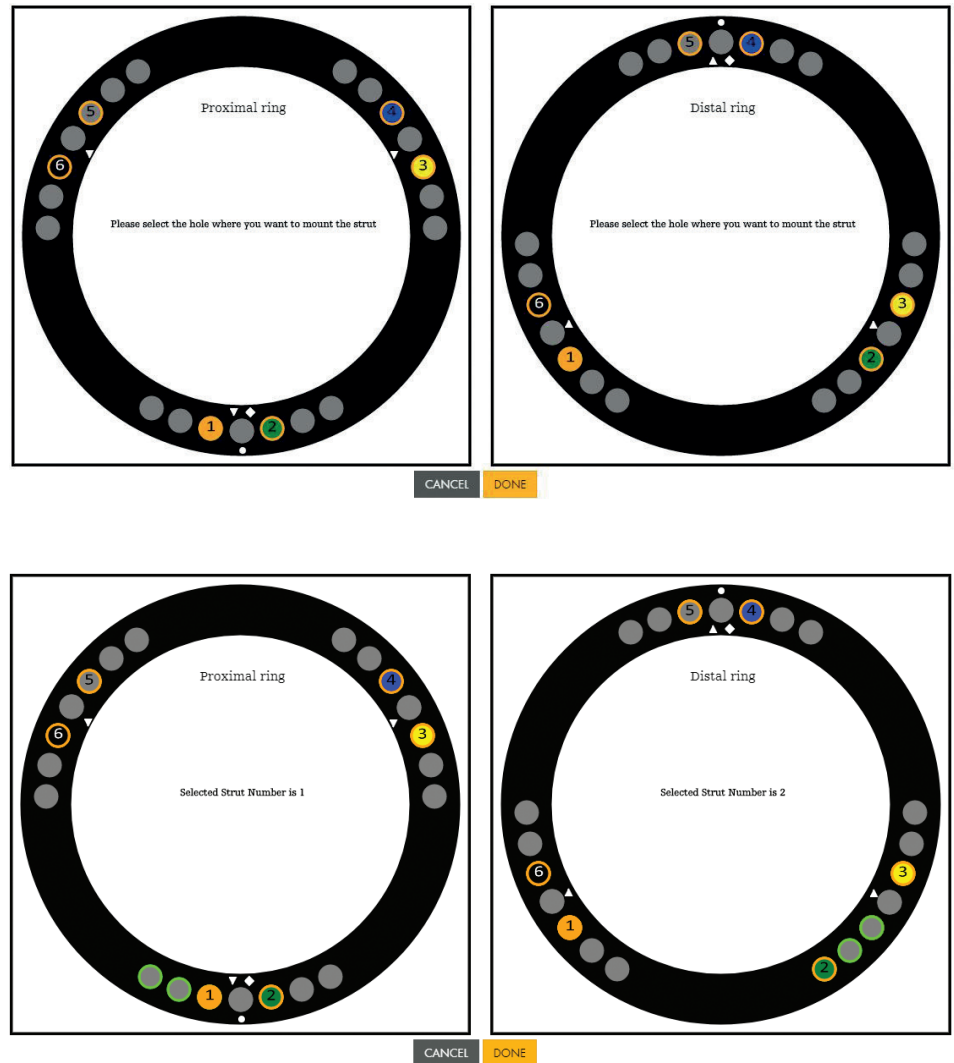 5
4
Proximal ring
6
3
Please select the hole where you want to mount the strut
1
2
5
4
Distal ring
Please select the hole where you want to mount the strut
6
3
1
2
CANCEL DONE
5
4
Proximal ring
6
3
Selected Strut Number is 1
1
2
5
4
Distal ring
Selected Strut Number is 2
6
3
1
2
CANCEL DONE